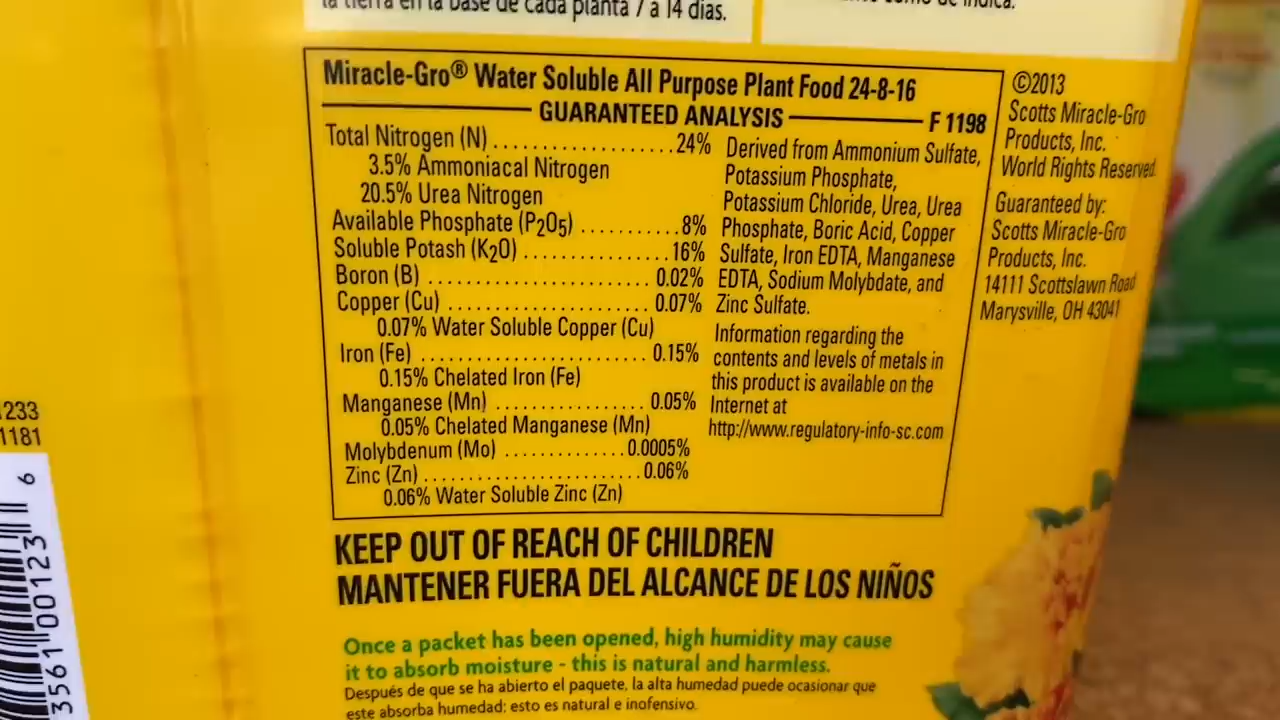 la tierra en la base de cada planta 7 a 14 días.
Miracle-Gro® Water Soluble All Purpose Plant Food 24-8-16
GUARANTEED ANALYSIS
F 1198
Total Nitrogen (N) ..................... 24%
3.5% Ammoniacal Nitrogen
20.5% Urea Nitrogen
Available Phosphate (P2O5) ........... 8%
Soluble Potash (K2O) ................. 16%
Boron (B) ............................ 0.02%
Copper (Cu) .......................... 0.07%
0.07% Water Soluble Copper (Cu)
Iron (Fe) ............................ 0.15%
0.15% Chelated Iron (Fe)
Manganese (Mn) ................... 0.05%
0.05% Chelated Manganese (Mn)
Molybdenum (Mo) ............... 0.0005%
Zinc (Zn) ........................... 0.06%
0.06% Water Soluble Zinc (Zn)
Derived from Ammonium Sulfate,
Potassium Phosphate,
Potassium Chloride, Urea, Urea
Phosphate, Boric Acid, Copper
Sulfate, Iron EDTA, Manganese
EDTA, Sodium Molybdate, and
Zinc Sulfate.
Information regarding the
contents and levels of metals in
this product is available on the
Internet at
http://www.regulatory-info-sc.com
©2013
Scotts Miracle-Gro
Products, Inc.
World Rights Reserved.
Guaranteed by:
Scotts Miracle-Gro
Products, Inc.
14111 Scottslawn Road
Marysville, OH 43041
KEEP OUT OF REACH OF CHILDREN
MANTENER FUERA DEL ALCANCE DE LOS NIÑOS
Once a packet has been opened, high humidity may cause
it to absorb moisture - this is natural and harmless.
Después de que se ha abierto el paquete, la alta humedad puede ocasionar que
este absorba humedad; esto es natural e inofensivo.
1233
1181
3561 00123 6